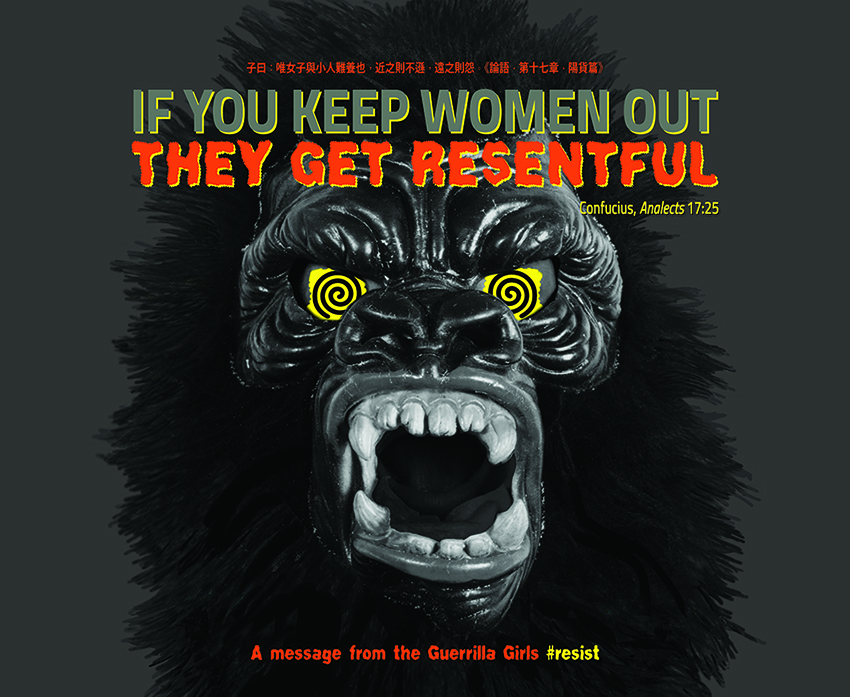 子曰：唯女子與小人難養也，近之則不遜，遠之則怨。《論語．第十七章．陽貨篇》
IF YOU KEEP WOMEN OUT
THEY GET RESENTFUL
Confucius, Analects 17:25
A message from the Guerrilla Girls #resist